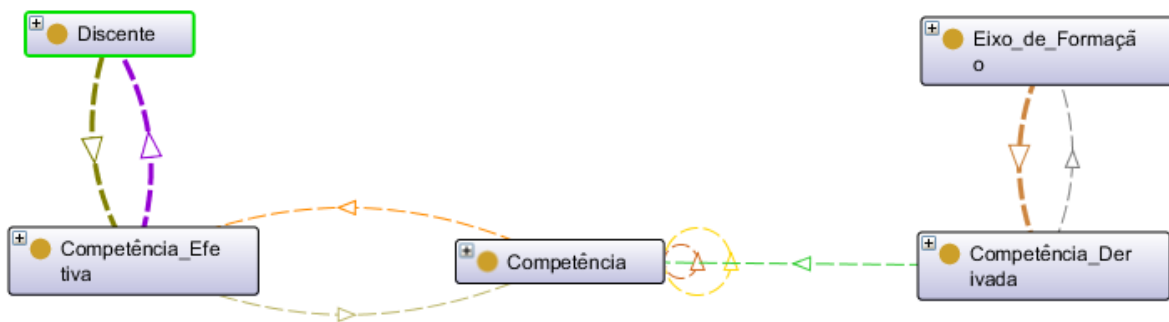 Discente
Eixo_de_Formaçã
o
Competência_Efe
tiva
Competência
Competência_Der
ivada